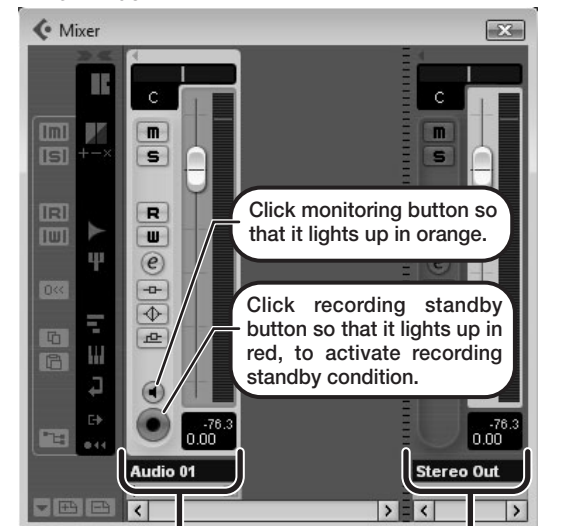 Mixer
C
C
m
m
S
S
[m]
[S]
+−×
R
W
e
[R]
[W]
e
0<<
Click monitoring button so
that it lights up in orange.
Click recording standby
button so that it lights up in
red, to activate recording
standby condition.
-76.3
0.00
-76.3
0.00
Audio 01
Stereo Out